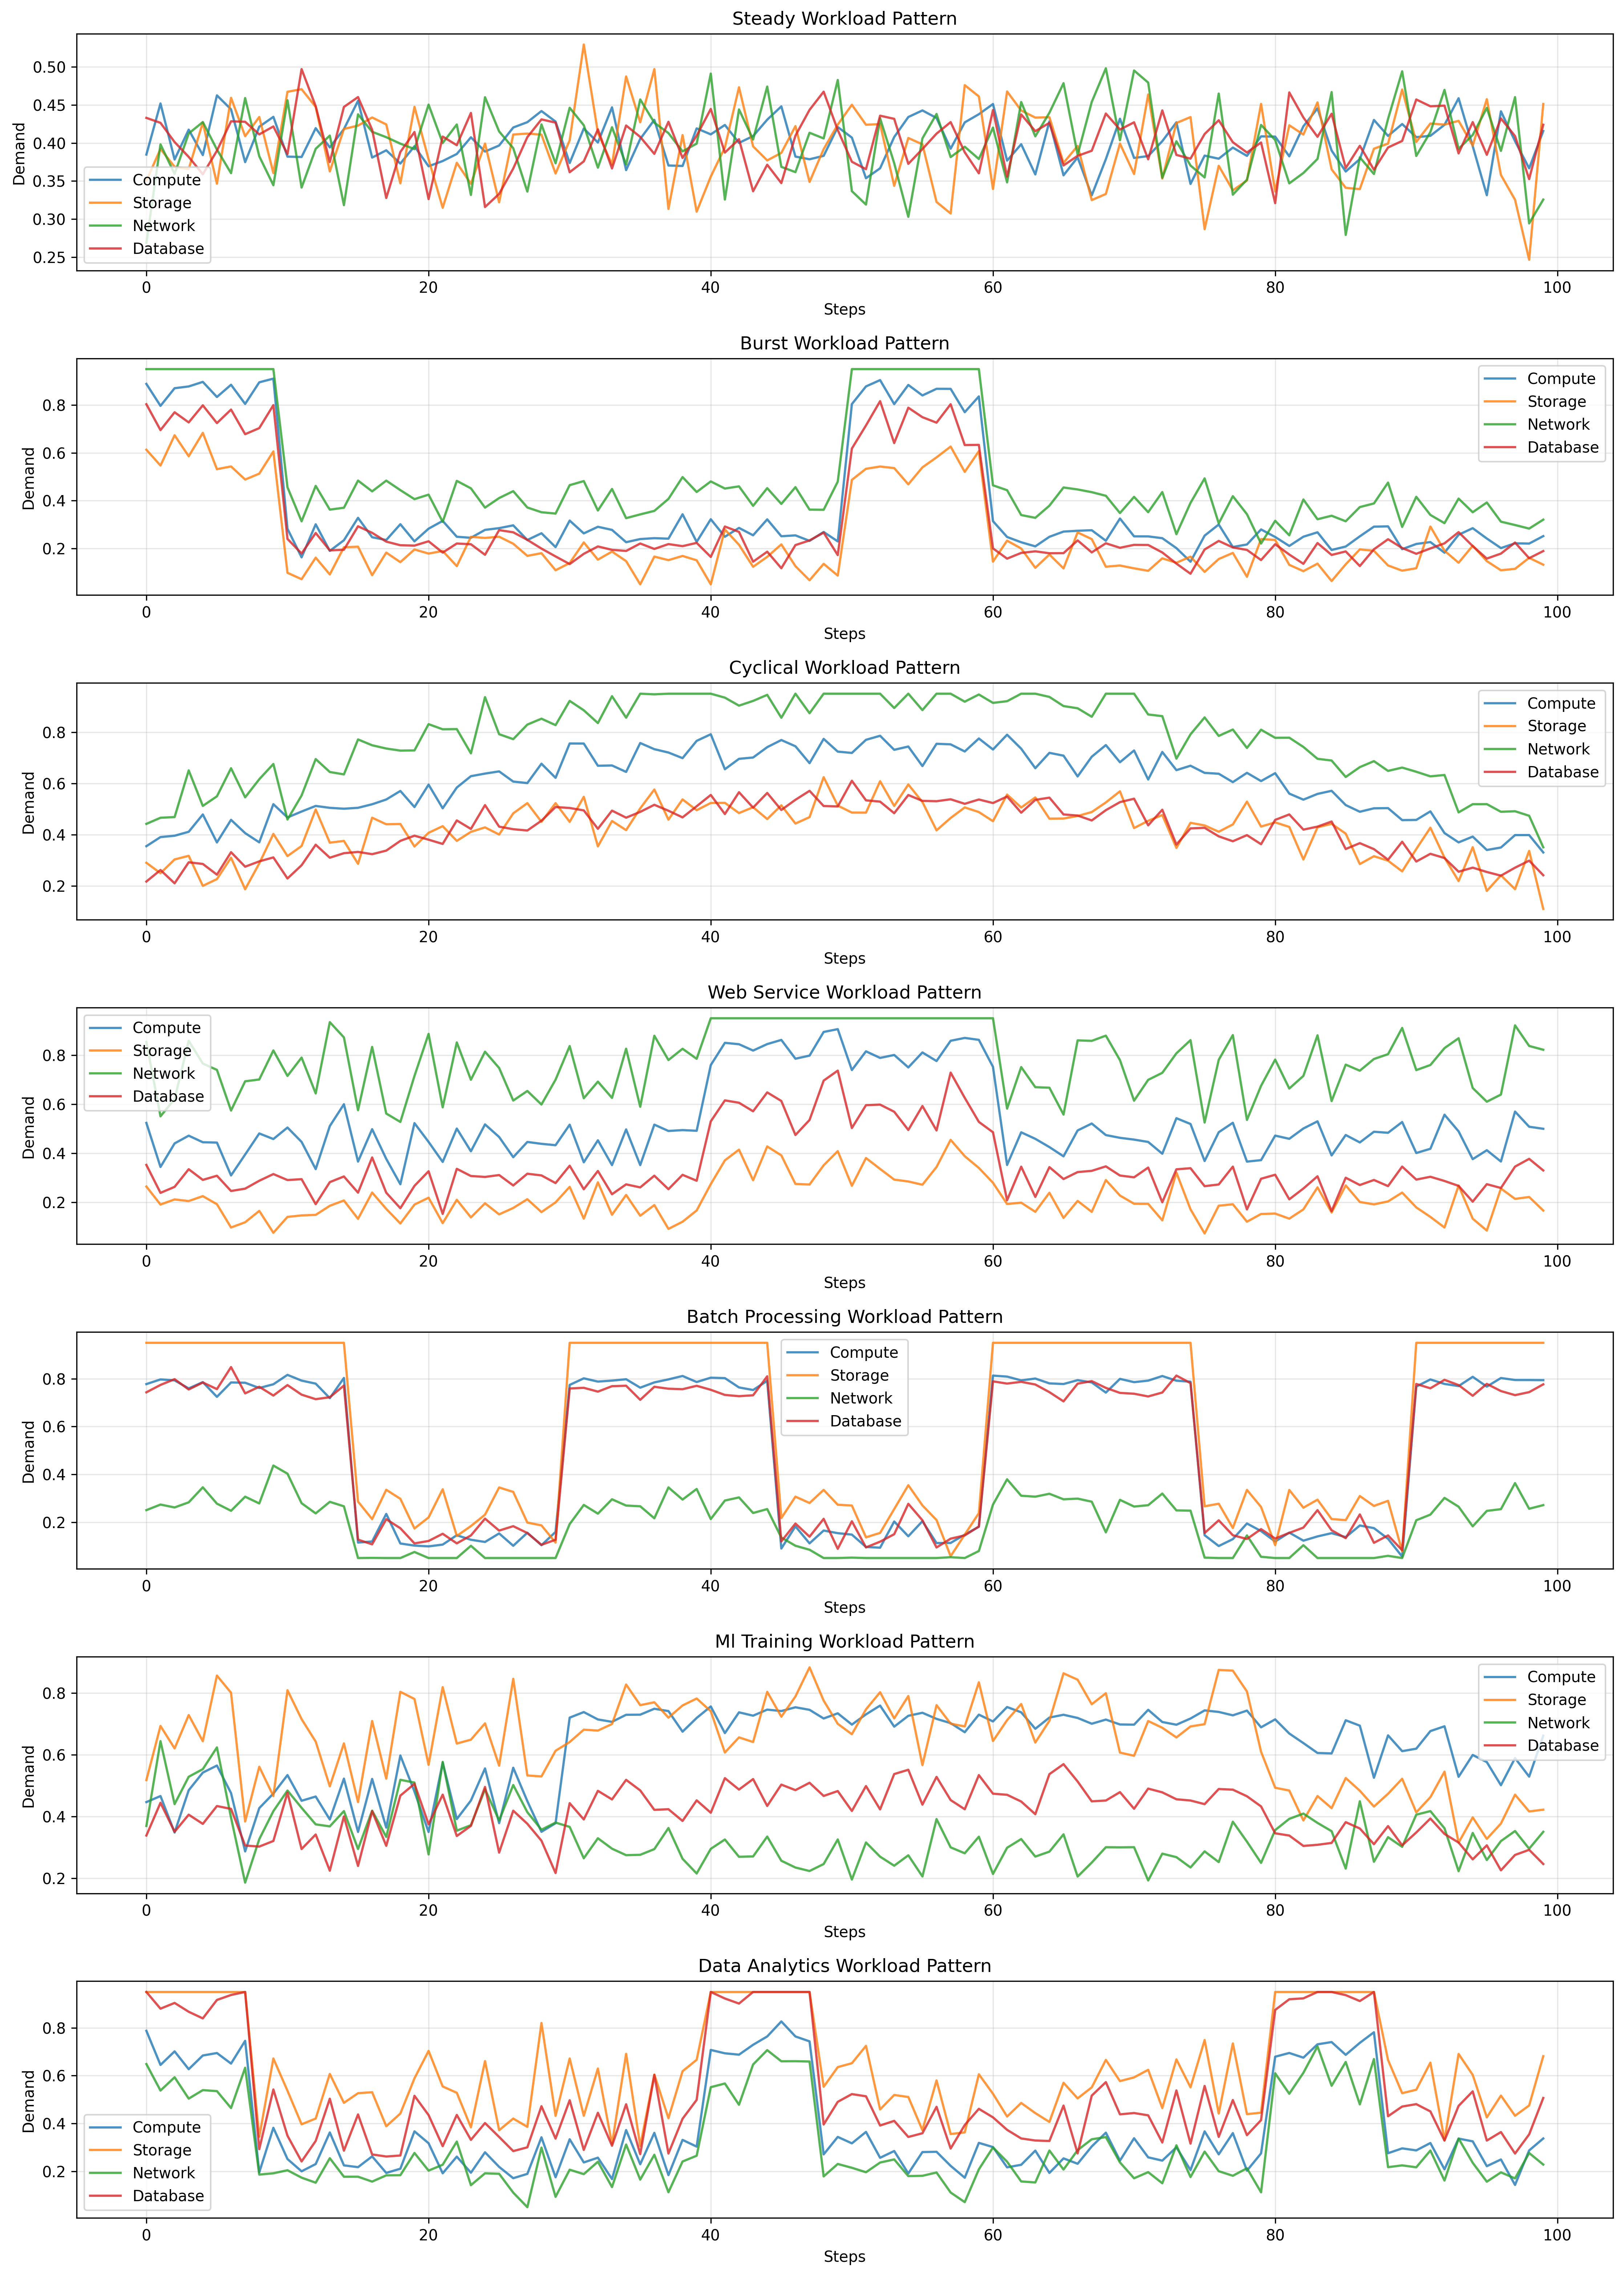 Steady Workload Pattern
0.50
0.45
0.40
0.35
0.30
0.25
Demand
Compute
Storage
Network
Database
0 20 40 60 80 100
Steps
Burst Workload Pattern
0.8
0.6
0.4
0.2
Demand
Compute
Storage
Network
Database
0 20 40 60 80 100
Steps
Cyclical Workload Pattern
0.8
0.6
0.4
0.2
Demand
Compute
Storage
Network
Database
0 20 40 60 80 100
Steps
Web Service Workload Pattern
0.8
0.6
0.4
0.2
Demand
Compute
Storage
Network
Database
0 20 40 60 80 100
Steps
Batch Processing Workload Pattern
0.8
0.6
0.4
0.2
Demand
Compute
Storage
Network
Database
0 20 40 60 80 100
Steps
Ml Training Workload Pattern
0.8
0.6
0.4
0.2
Demand
Compute
Storage
Network
Database
0 20 40 60 80 100
Steps
Data Analytics Workload Pattern
0.8
0.6
0.4
0.2
Demand
Compute
Storage
Network
Database
0 20 40 60 80 100
Steps